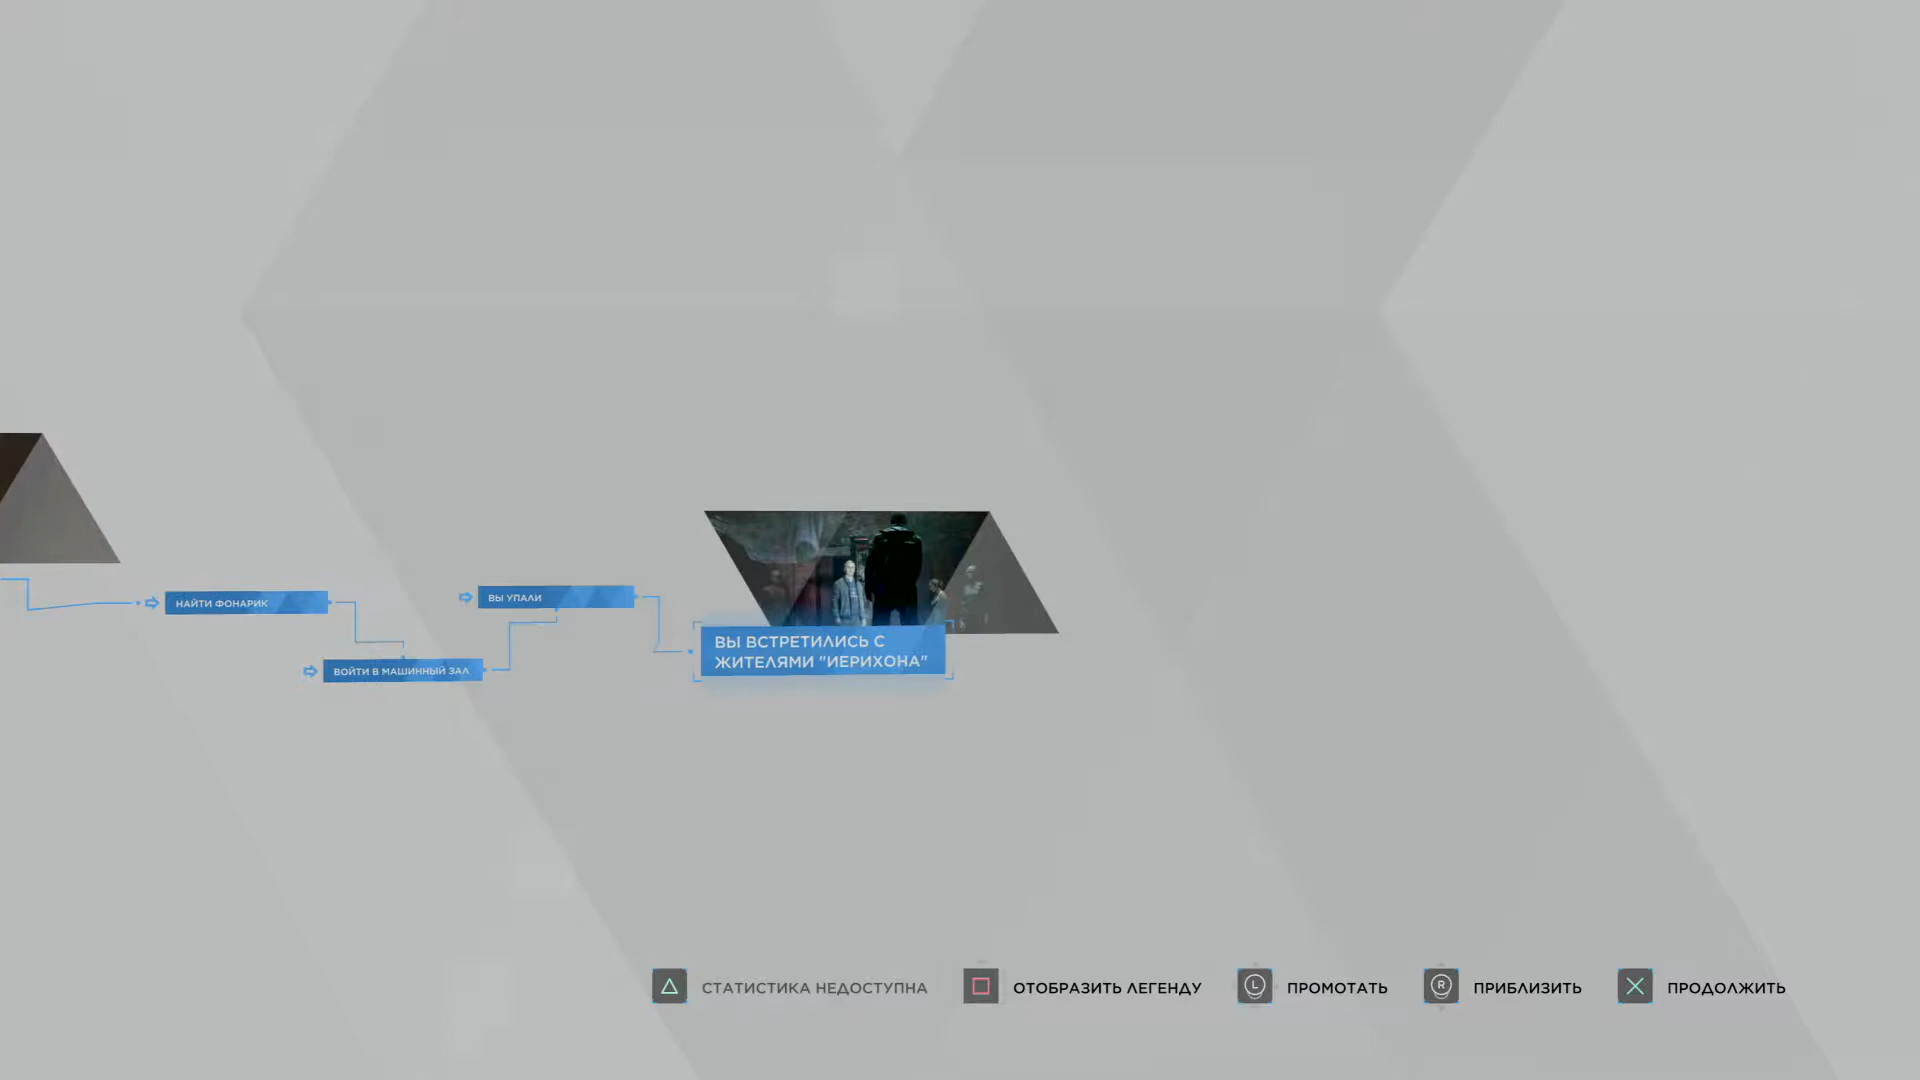 НАЙТИ ФОНАРИК
ВОЙТИ В МАШИННЫЙ ЗАЛ
ВЫ УПАЛИ
ВЫ ВСТРЕТИЛИСЬ С
ЖИТЕЛЯМИ "ИЕРИХОНА"
СТАТИСТИКА НЕДОСТУПНА
ОТОБРАЗИТЬ ЛЕГЕНДУ
L
ПРОМОТАТЬ
R
ПРИБЛИЗИТЬ
ПРОДОЛЖИТЬ